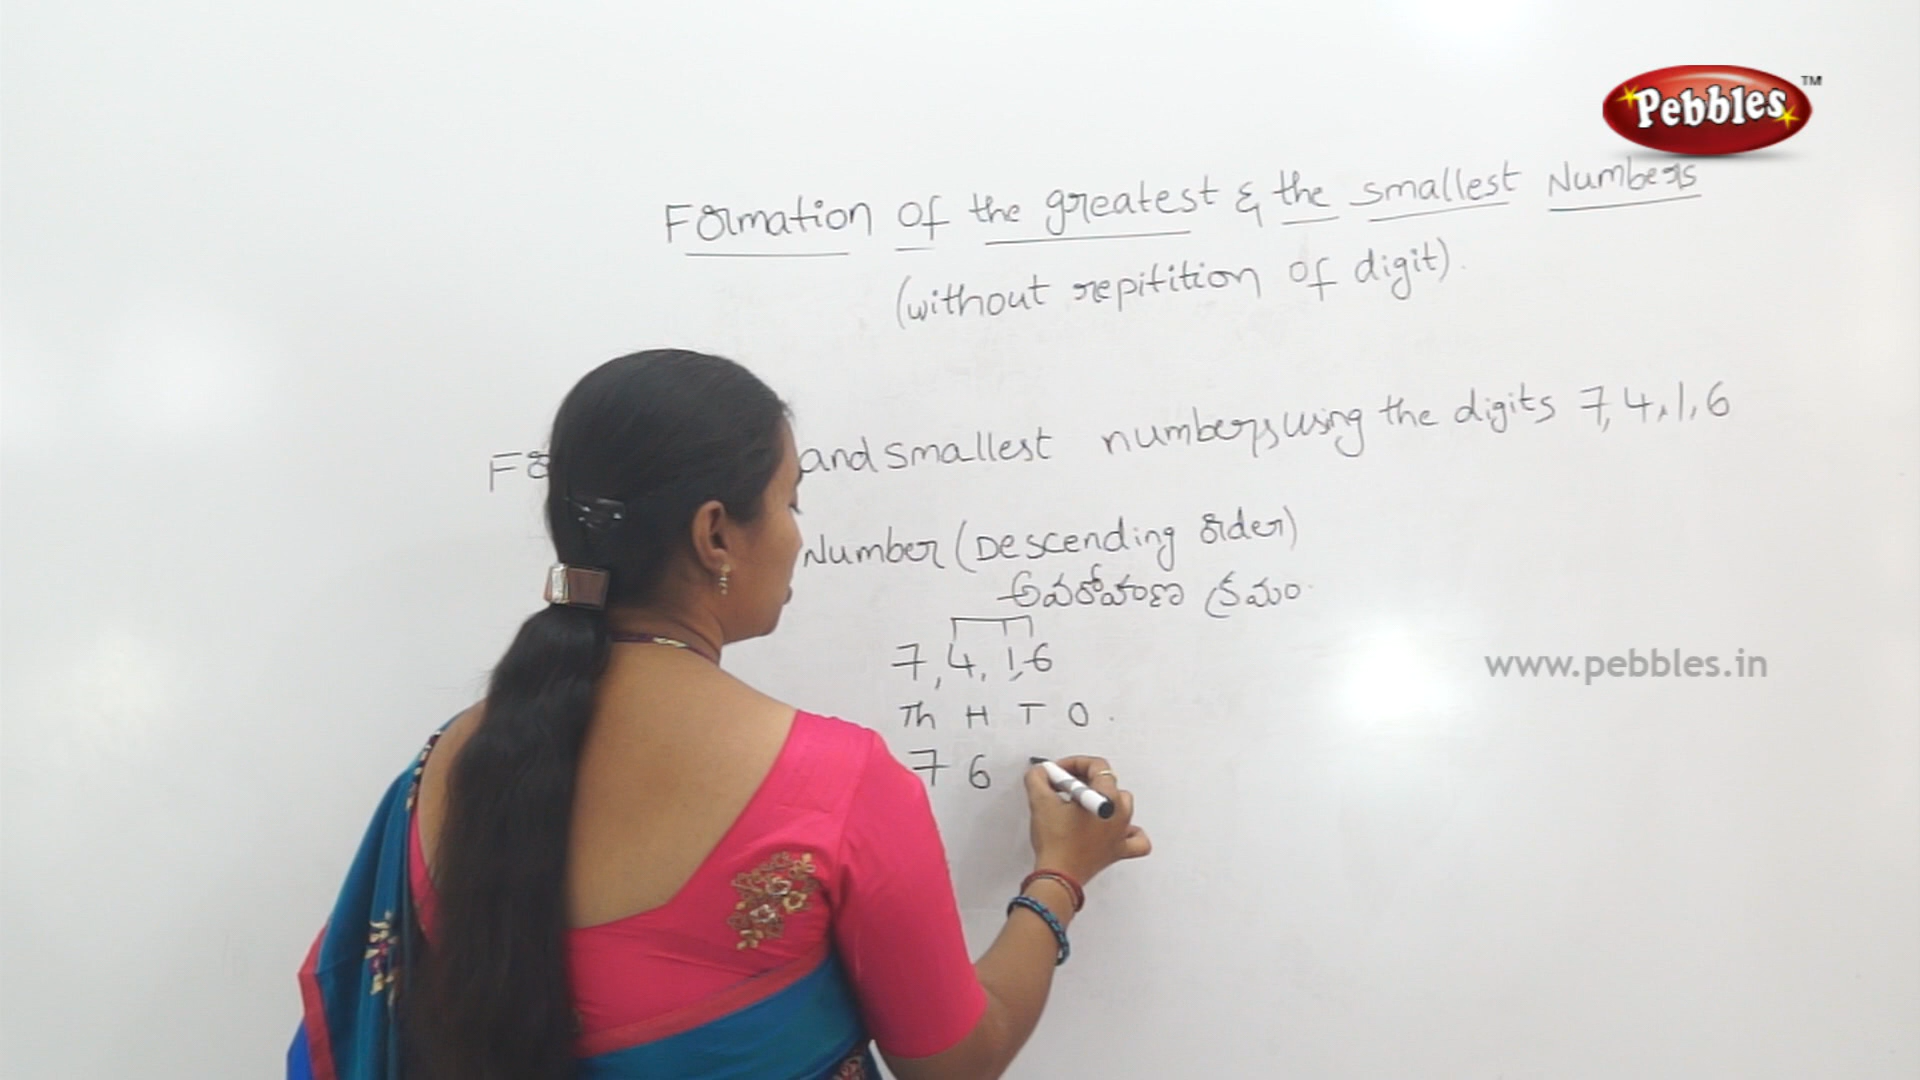 Pebbles TM
Formation of the greatest & the smallest Numbers
(without repitition of digit).
and smallest numbers using the digits 7, 4, 1, 6
Number (Descending order)
అవరోహణ క్రమం.
7, 4, 1, 6
Th H T O.
7 6
www.pebbles.in